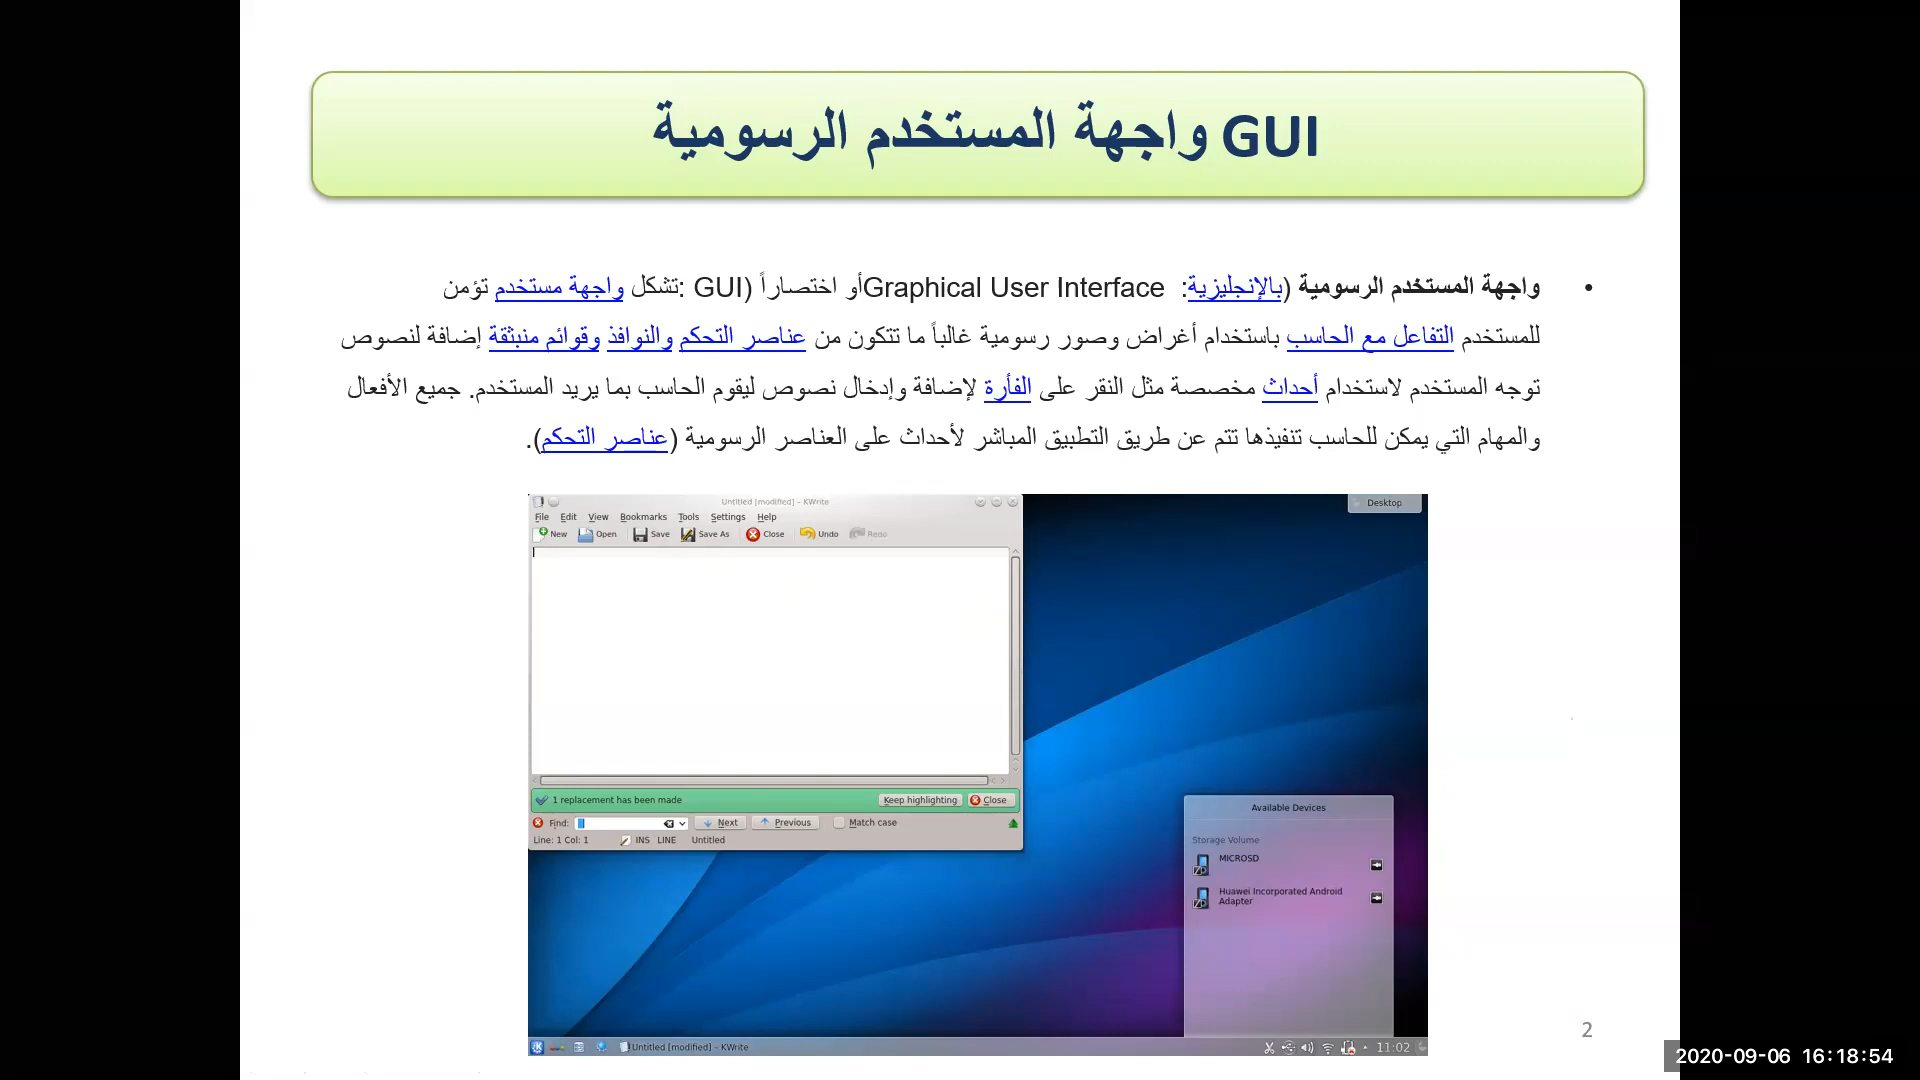 GUI واجهة المستخدم الرسومية
• واجهة المستخدم الرسومية (بالإنجليزية: Graphical User Interface أو اختصاراً GUI) :تشكل واجهة مستخدم تؤمن
للمستخدم التفاعل مع الحاسب باستخدام أغراض وصور رسومية غالباً ما تتكون من عناصر التحكم والنوافذ وقوائم منبثقة إضافة لنصوص
توجه المستخدم لاستخدام أحداث مخصصة مثل النقر على الفأرة لإضافة وإدخال نصوص ليقوم الحاسب بما يريد المستخدم. جميع الأفعال
والمهام التي يمكن للحاسب تنفيذها تتم عن طريق التطبيق المباشر لأحداث على العناصر الرسومية (عناصر التحكم).
Untitled [modified] – KWrite
Desktop
File Edit View Bookmarks Tools Settings Help
New Open Save Save As Close Undo Redo
1 replacement has been made Keep highlighting Close
Find: Next Previous Match case
Line: 1 Col: 1 INS LINE Untitled
Available Devices
Storage Volume
MICROSD
Huawei Incorporated Android
Adapter
Untitled [modified] – KWrite
11:02
2
2020-09-06 16:18:54